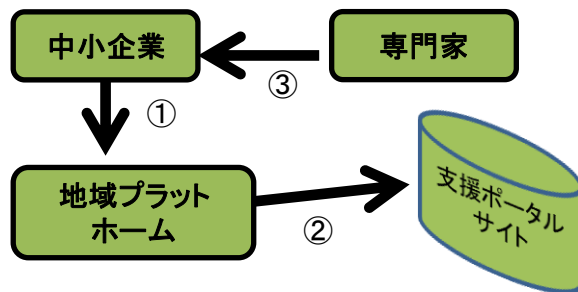 中小企業
専門家
③
①
地域プラット
ホーム
②
支援ポータル
サイト